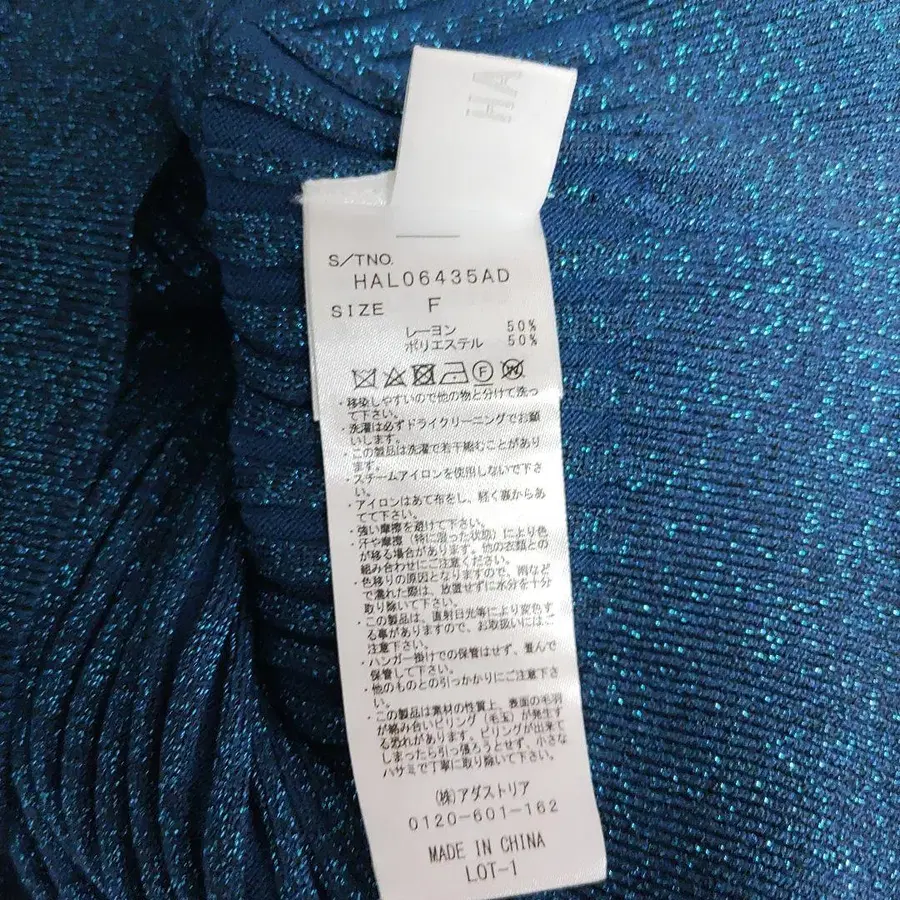 HA
S/TNO.
HAL06435AD
SIZE F
レーヨン 50%
ポリエステル 50%
F
・移染しやすいので他の物と分けて洗っ
て下さい。
・洗濯は必ずドライクリーニングでお願
いします。
・この製品は洗濯で若干縮むことがあり
ます。
・スチームアイロンを使用しないで下さ
い。
・アイロンはあて布をし、軽く裏からあ
てて下さい。
・強い摩擦を避けて下さい。
・汗や摩擦（特に湿った状態）により色
が移る場合があります。他の衣類との
組み合わせにご注意ください。
・色移りの原因となりますので、雨など
で濡れた際は、放置せずに水分を十分
取り除いて下さい。
・この製品は、直射日光等により変色す
る事がありますので、お取扱いにはご
注意下さい。
・ハンガー掛けでの保管はせず、畳んで
保管して下さい。
・他のものとの引っかかりにご注意下さ
い。
・この製品は素材の性質上、表面の毛羽
が絡み合いピリング（毛玉）が発生す
る恐れがあります。ピリングが出来て
しまったら引っ張ろうとせず、小さな
ハサミで丁寧に取り除いて下さい。
(株)アダストリア
0120-601-162
MADE IN CHINA
LOT-1